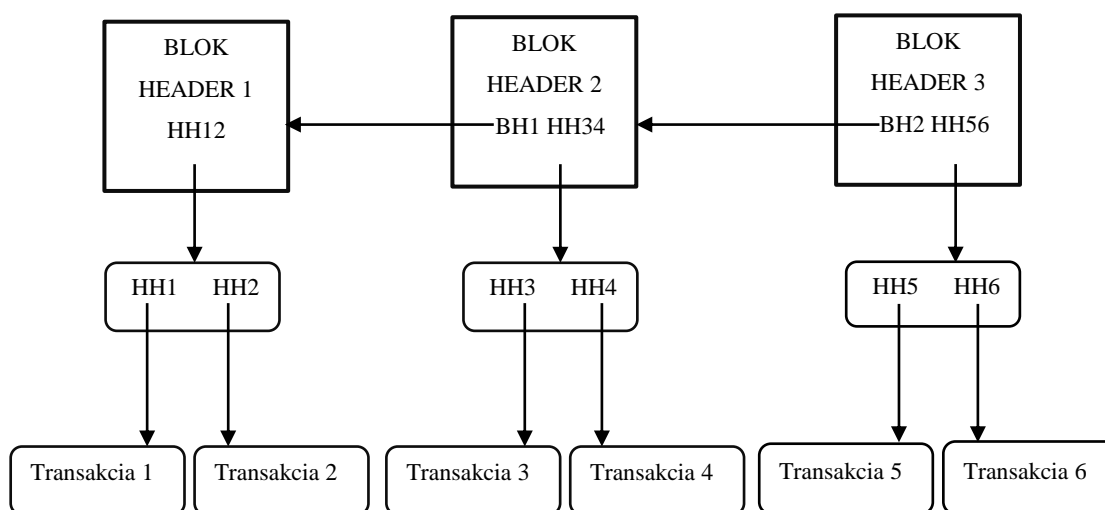 BLOK
HEADER 1
HH12
BLOK
HEADER 2
BH1 HH34
BLOK
HEADER 3
BH2 HH56
HH1 HH2
HH3 HH4
HH5 HH6
Transakcia 1
Transakcia 2
Transakcia 3
Transakcia 4
Transakcia 5
Transakcia 6